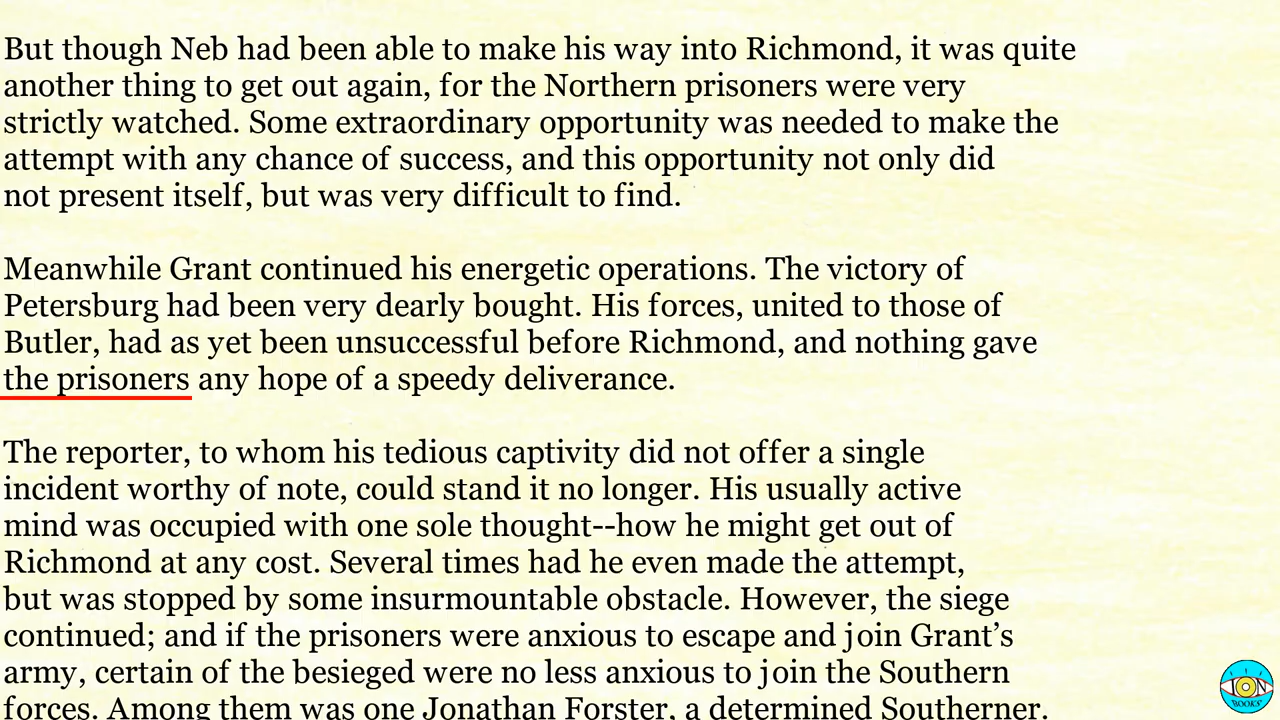 But though Neb had been able to make his way into Richmond, it was quite
another thing to get out again, for the Northern prisoners were very
strictly watched. Some extraordinary opportunity was needed to make the
attempt with any chance of success, and this opportunity not only did
not present itself, but was very difficult to find.
Meanwhile Grant continued his energetic operations. The victory of
Petersburg had been very dearly bought. His forces, united to those of
Butler, had as yet been unsuccessful before Richmond, and nothing gave
the prisoners any hope of a speedy deliverance.
The reporter, to whom his tedious captivity did not offer a single
incident worthy of note, could stand it no longer. His usually active
mind was occupied with one sole thought--how he might get out of
Richmond at any cost. Several times had he even made the attempt,
but was stopped by some insurmountable obstacle. However, the siege
continued; and if the prisoners were anxious to escape and join Grant’s
army, certain of the besieged were no less anxious to join the Southern
forces. Among them was one Jonathan Forster, a determined Southerner.
ION
BOOKS